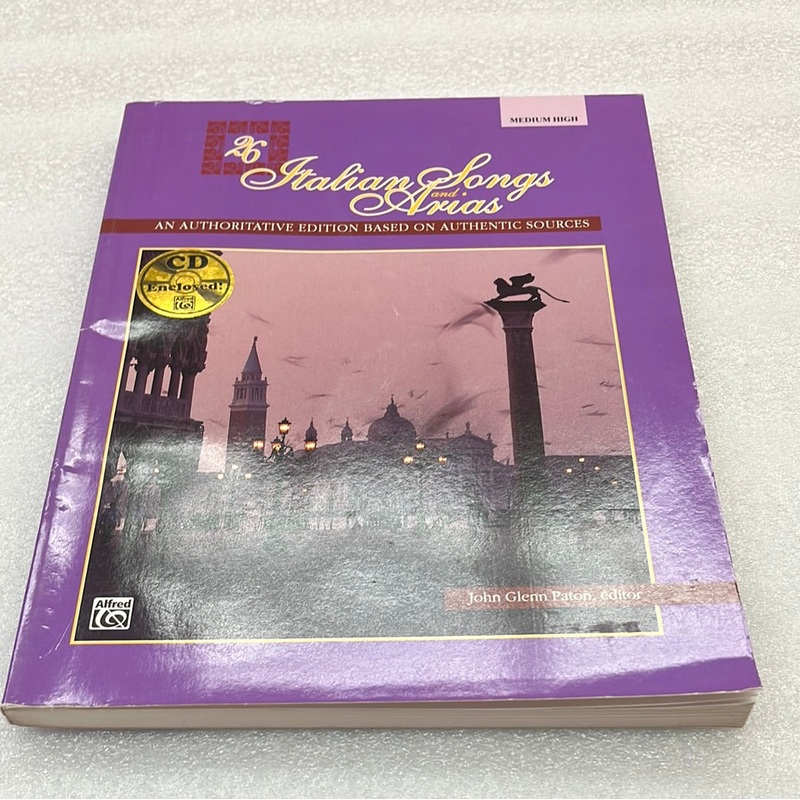 MEDIUM HIGH
26
Italian Songs
and
Arias
AN AUTHORITATIVE EDITION BASED ON AUTHENTIC SOURCES
CD
Enclosed!
Alfred
John Glenn Paton, editor
Alfred